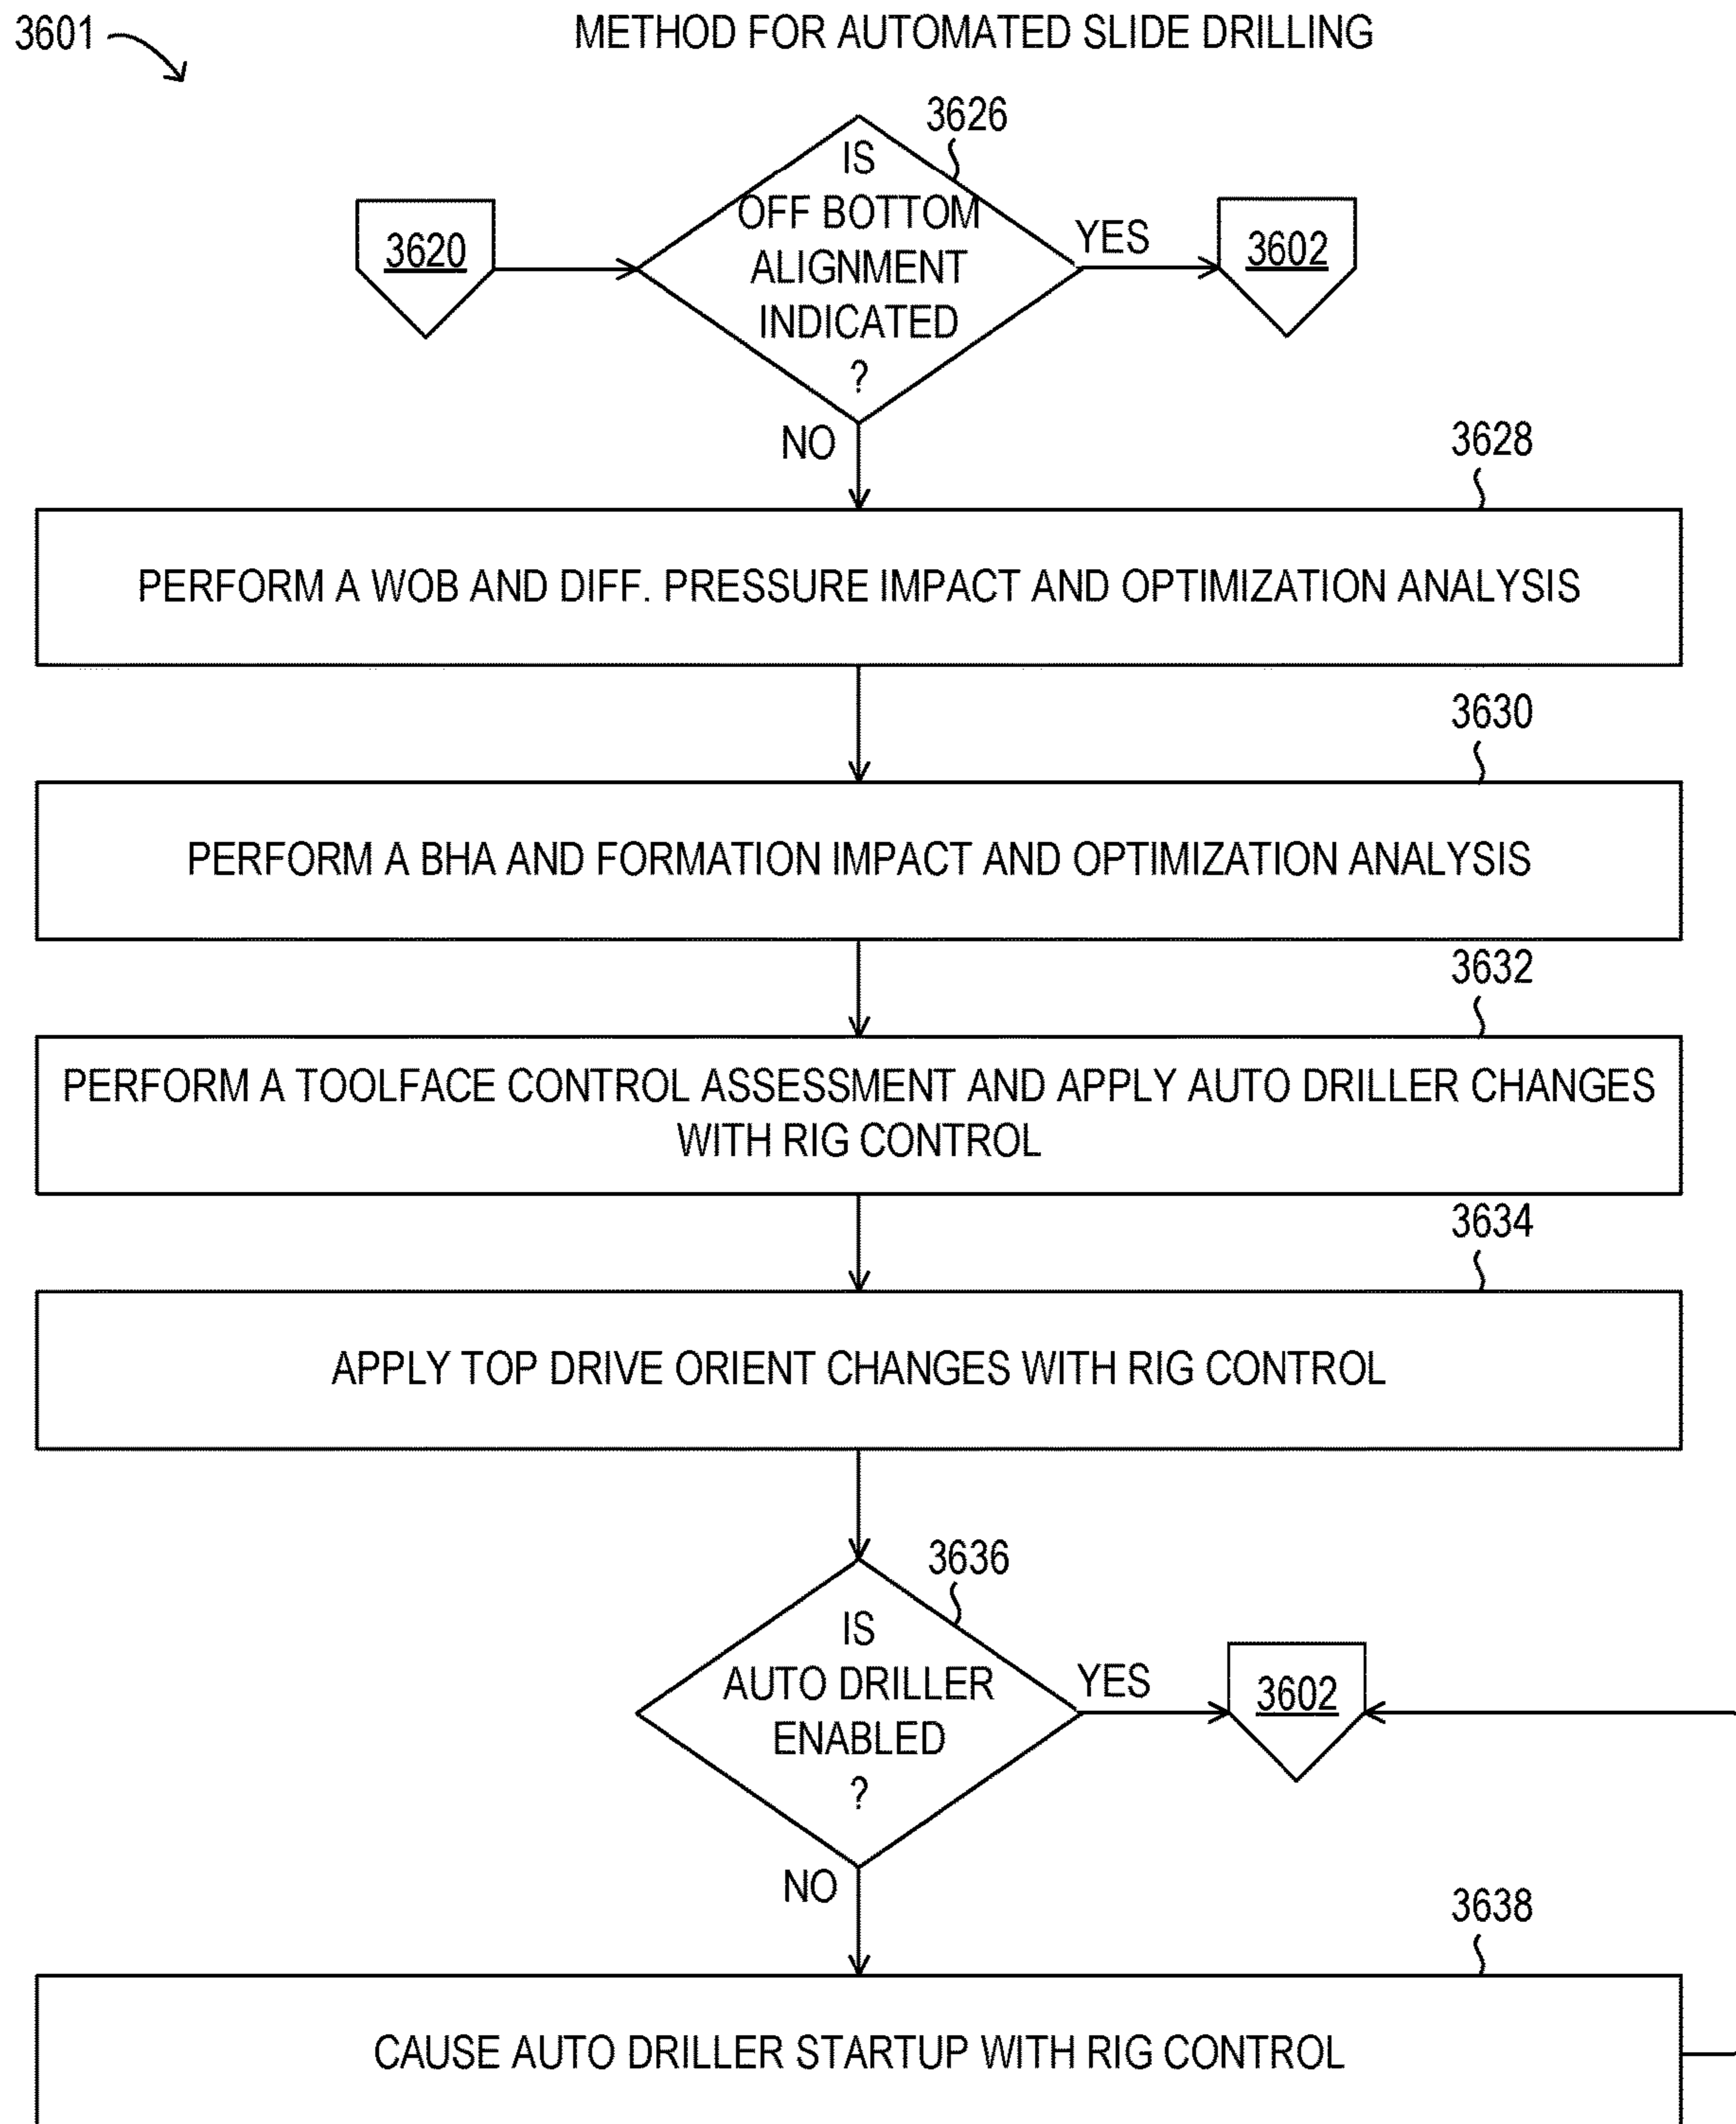 3601
METHOD FOR AUTOMATED SLIDE DRILLING
3626
IS
OFF BOTTOM
ALIGNMENT
INDICATED
?
3620
YES
3602
NO
3628
PERFORM A WOB AND DIFF. PRESSURE IMPACT AND OPTIMIZATION ANALYSIS
3630
PERFORM A BHA AND FORMATION IMPACT AND OPTIMIZATION ANALYSIS
3632
PERFORM A TOOLFACE CONTROL ASSESSMENT AND APPLY AUTO DRILLER CHANGES
WITH RIG CONTROL
3634
APPLY TOP DRIVE ORIENT CHANGES WITH RIG CONTROL
3636
IS
AUTO DRILLER
ENABLED
?
YES
3602
NO
3638
CAUSE AUTO DRILLER STARTUP WITH RIG CONTROL